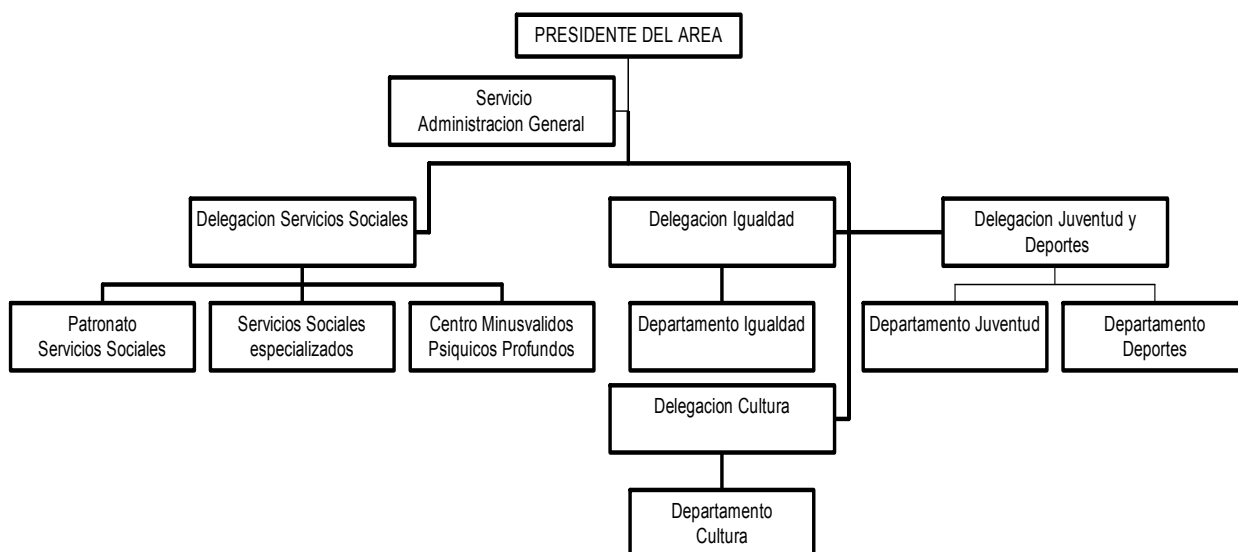 PRESIDENTE DEL AREA
Servicio
Administracion General
Delegacion Servicios Sociales
Delegacion Igualdad
Delegacion Juventud y
Deportes
Patronato
Servicios Sociales
Servicios Sociales
especializados
Centro Minusvalidos
Psiquicos Profundos
Departamento Igualdad
Departamento Juventud
Departamento
Deportes
Delegacion Cultura
Departamento
Cultura